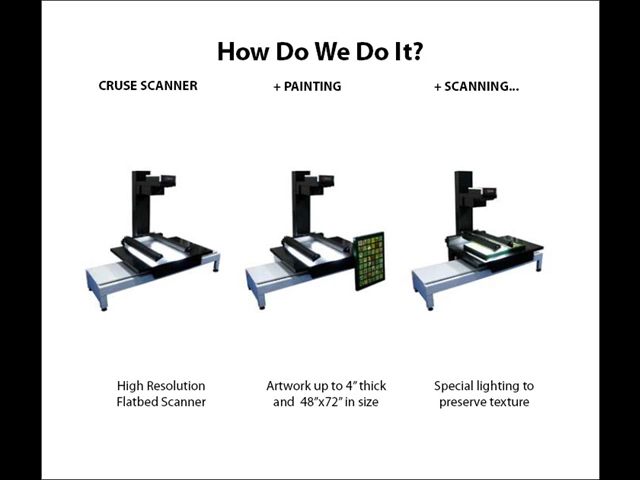 How Do We Do It?
CRUSE SCANNER
+ PAINTING
+ SCANNING...
High Resolution
Flatbed Scanner
Artwork up to 4” thick
and 48”x72” in size
Special lighting to
preserve texture